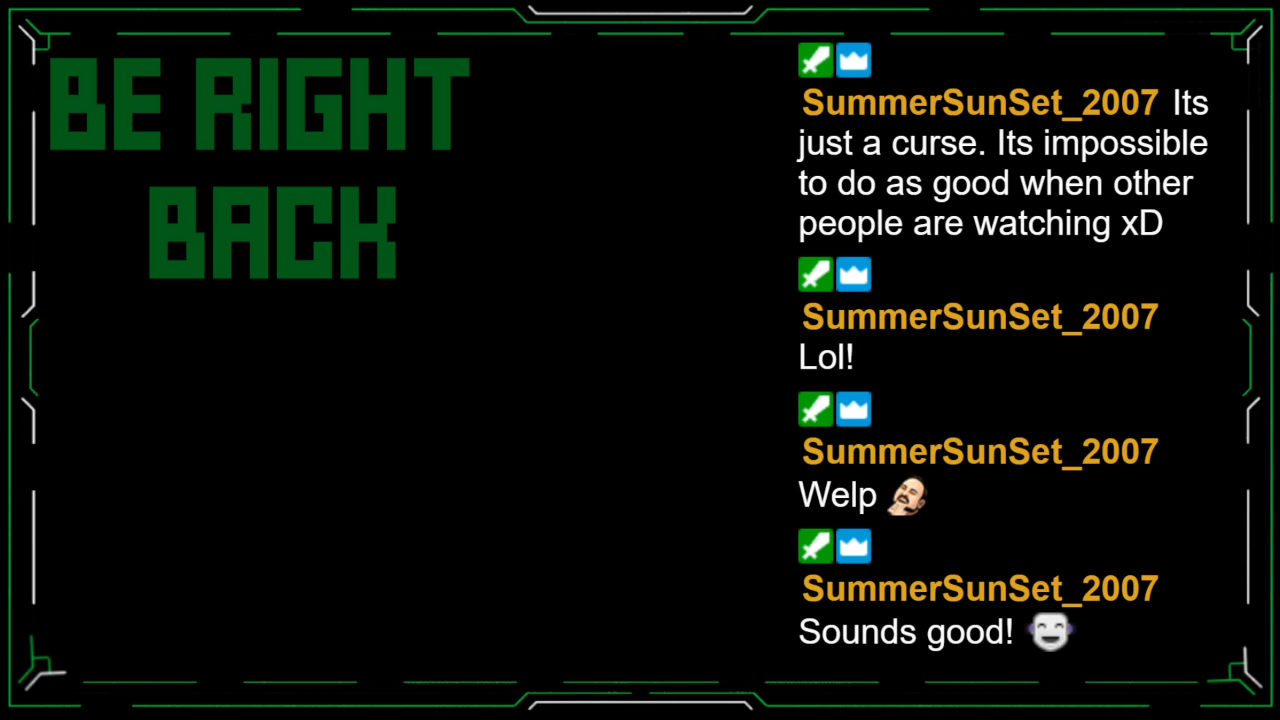 BE RIGHT
BACK
SummerSunSet_2007 Its
just a curse. Its impossible
to do as good when other
people are watching xD
SummerSunSet_2007
Lol!
SummerSunSet_2007
Welp
SummerSunSet_2007
Sounds good!